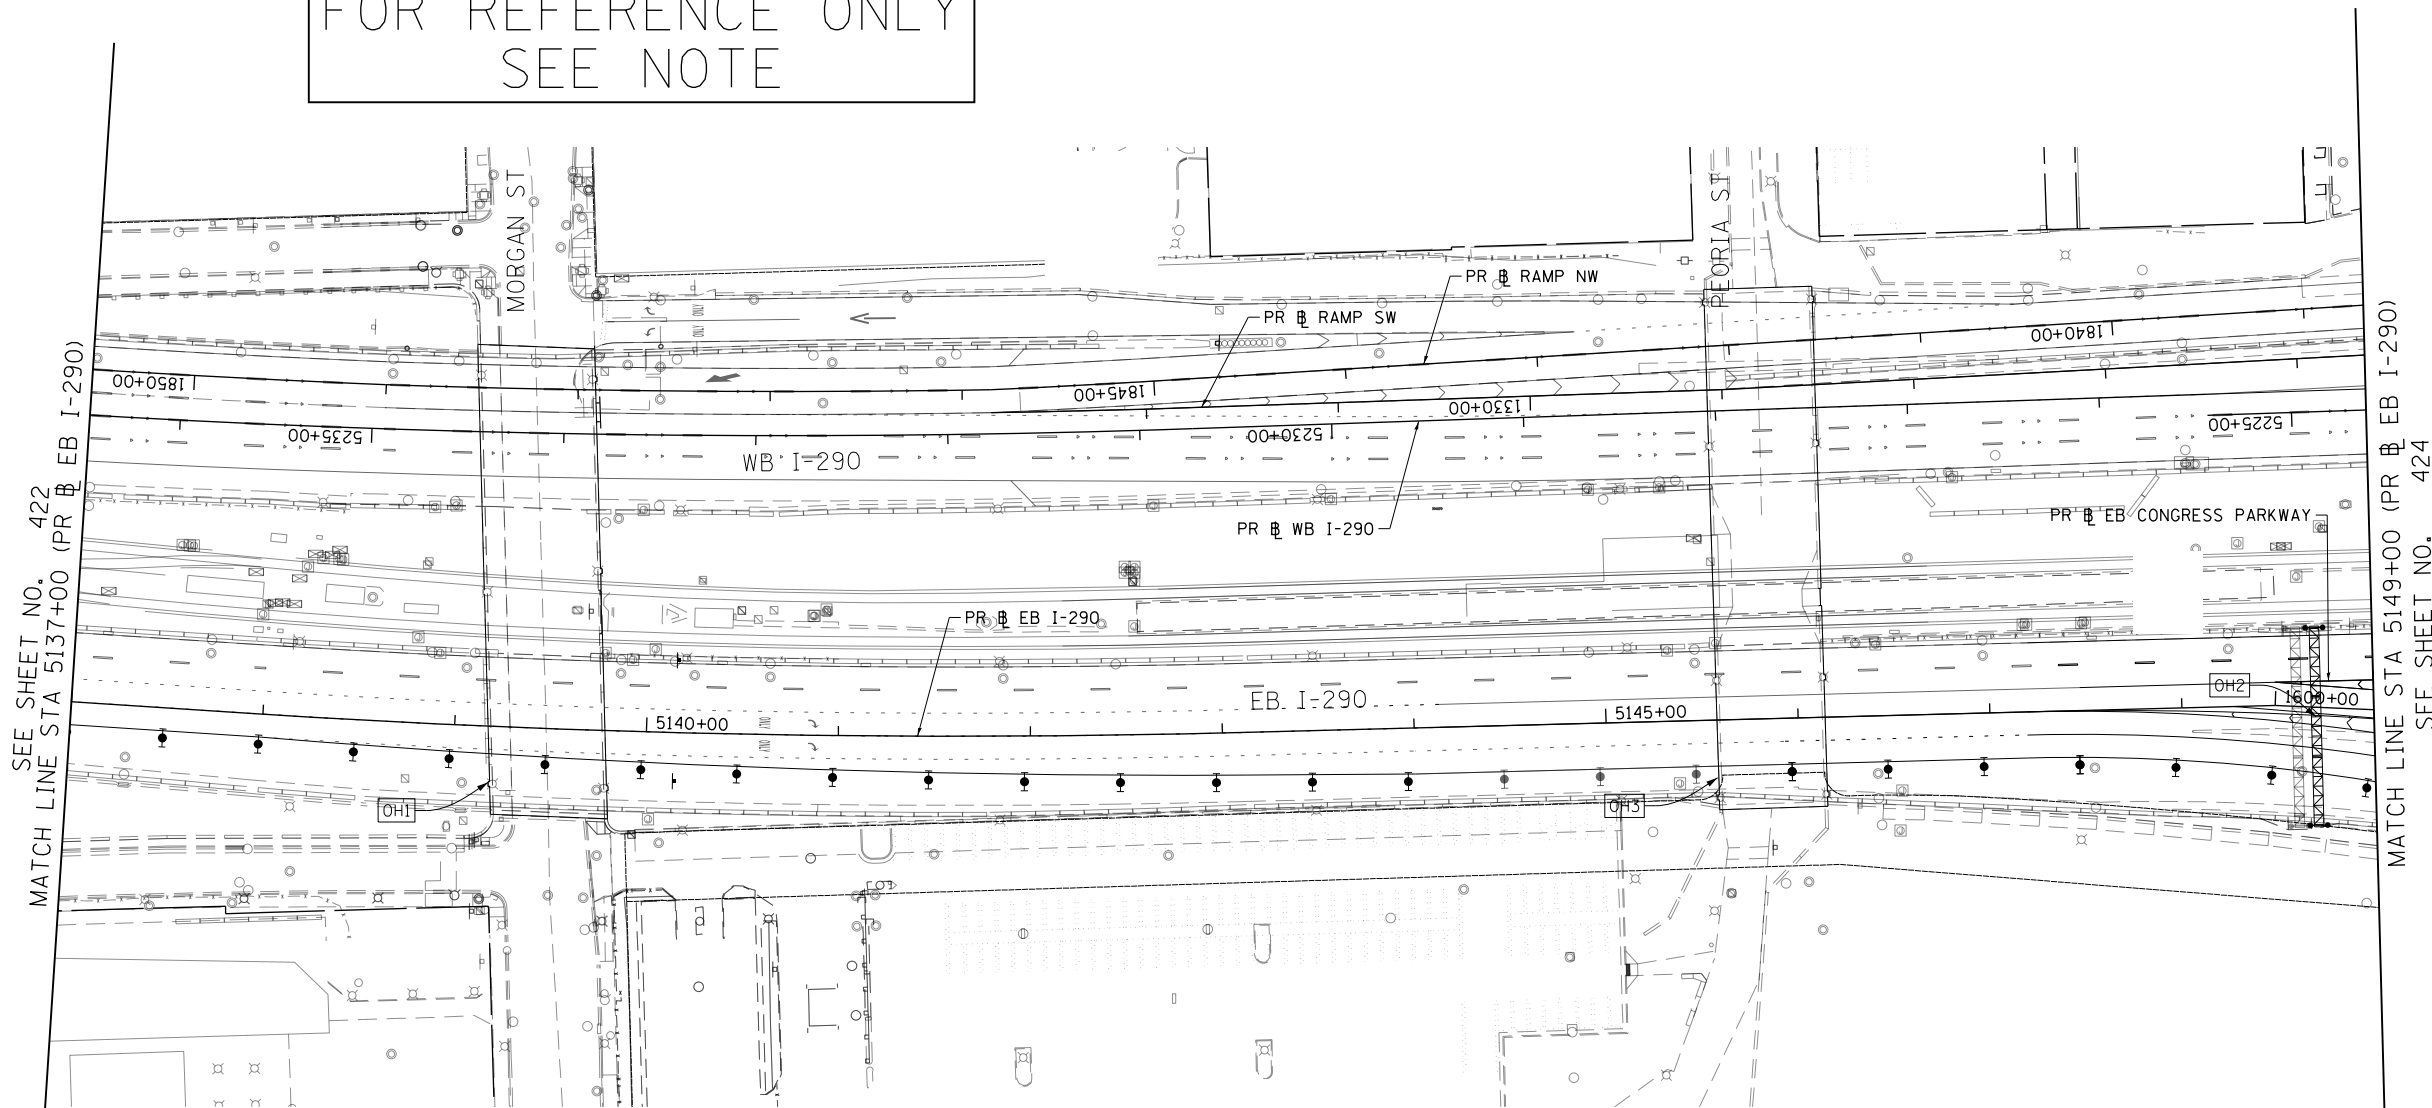 FOR REFERENCE ONLY
SEE NOTE
MORGAN ST
PEORIA ST
PR ⅊ RAMP NW
PR ⅊ RAMP SW
ONLY
1850+00
1845+00
1840+00
1330+00
5235+00
5230+00
5225+00
WB I-290
PR ⅊ WB I-290
PR ⅊ EB CONGRESS PARKWAY
PR ⅊ EB I-290
EB I-290
OH2
1600+00
5140+00
5145+00
ONLY
ONLY
OH1
OH3
SEE SHEET NO. 422
MATCH LINE STA 5137+00 (PR ⅊ EB I-290)
MATCH LINE STA 5149+00 (PR ⅊ EB I-290)
SEE SHEET NO. 424